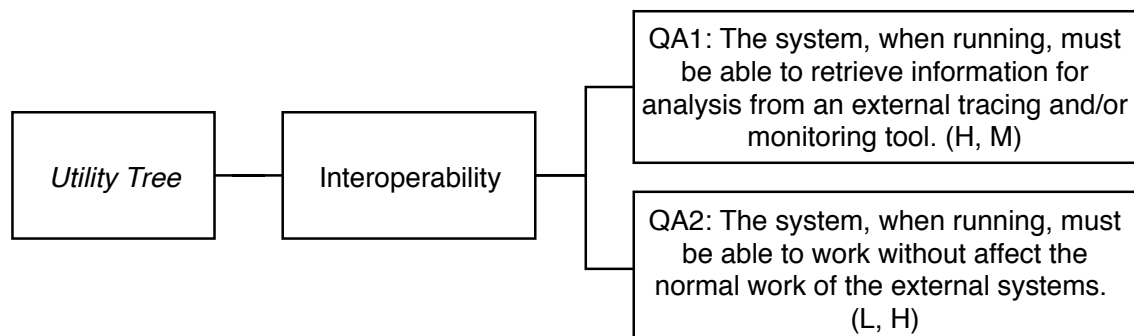 Utility Tree
Interoperability
QA1: The system, when running, must
be able to retrieve information for
analysis from an external tracing and/or
monitoring tool. (H, M)
QA2: The system, when running, must
be able to work without affect the
normal work of the external systems.
(L, H)